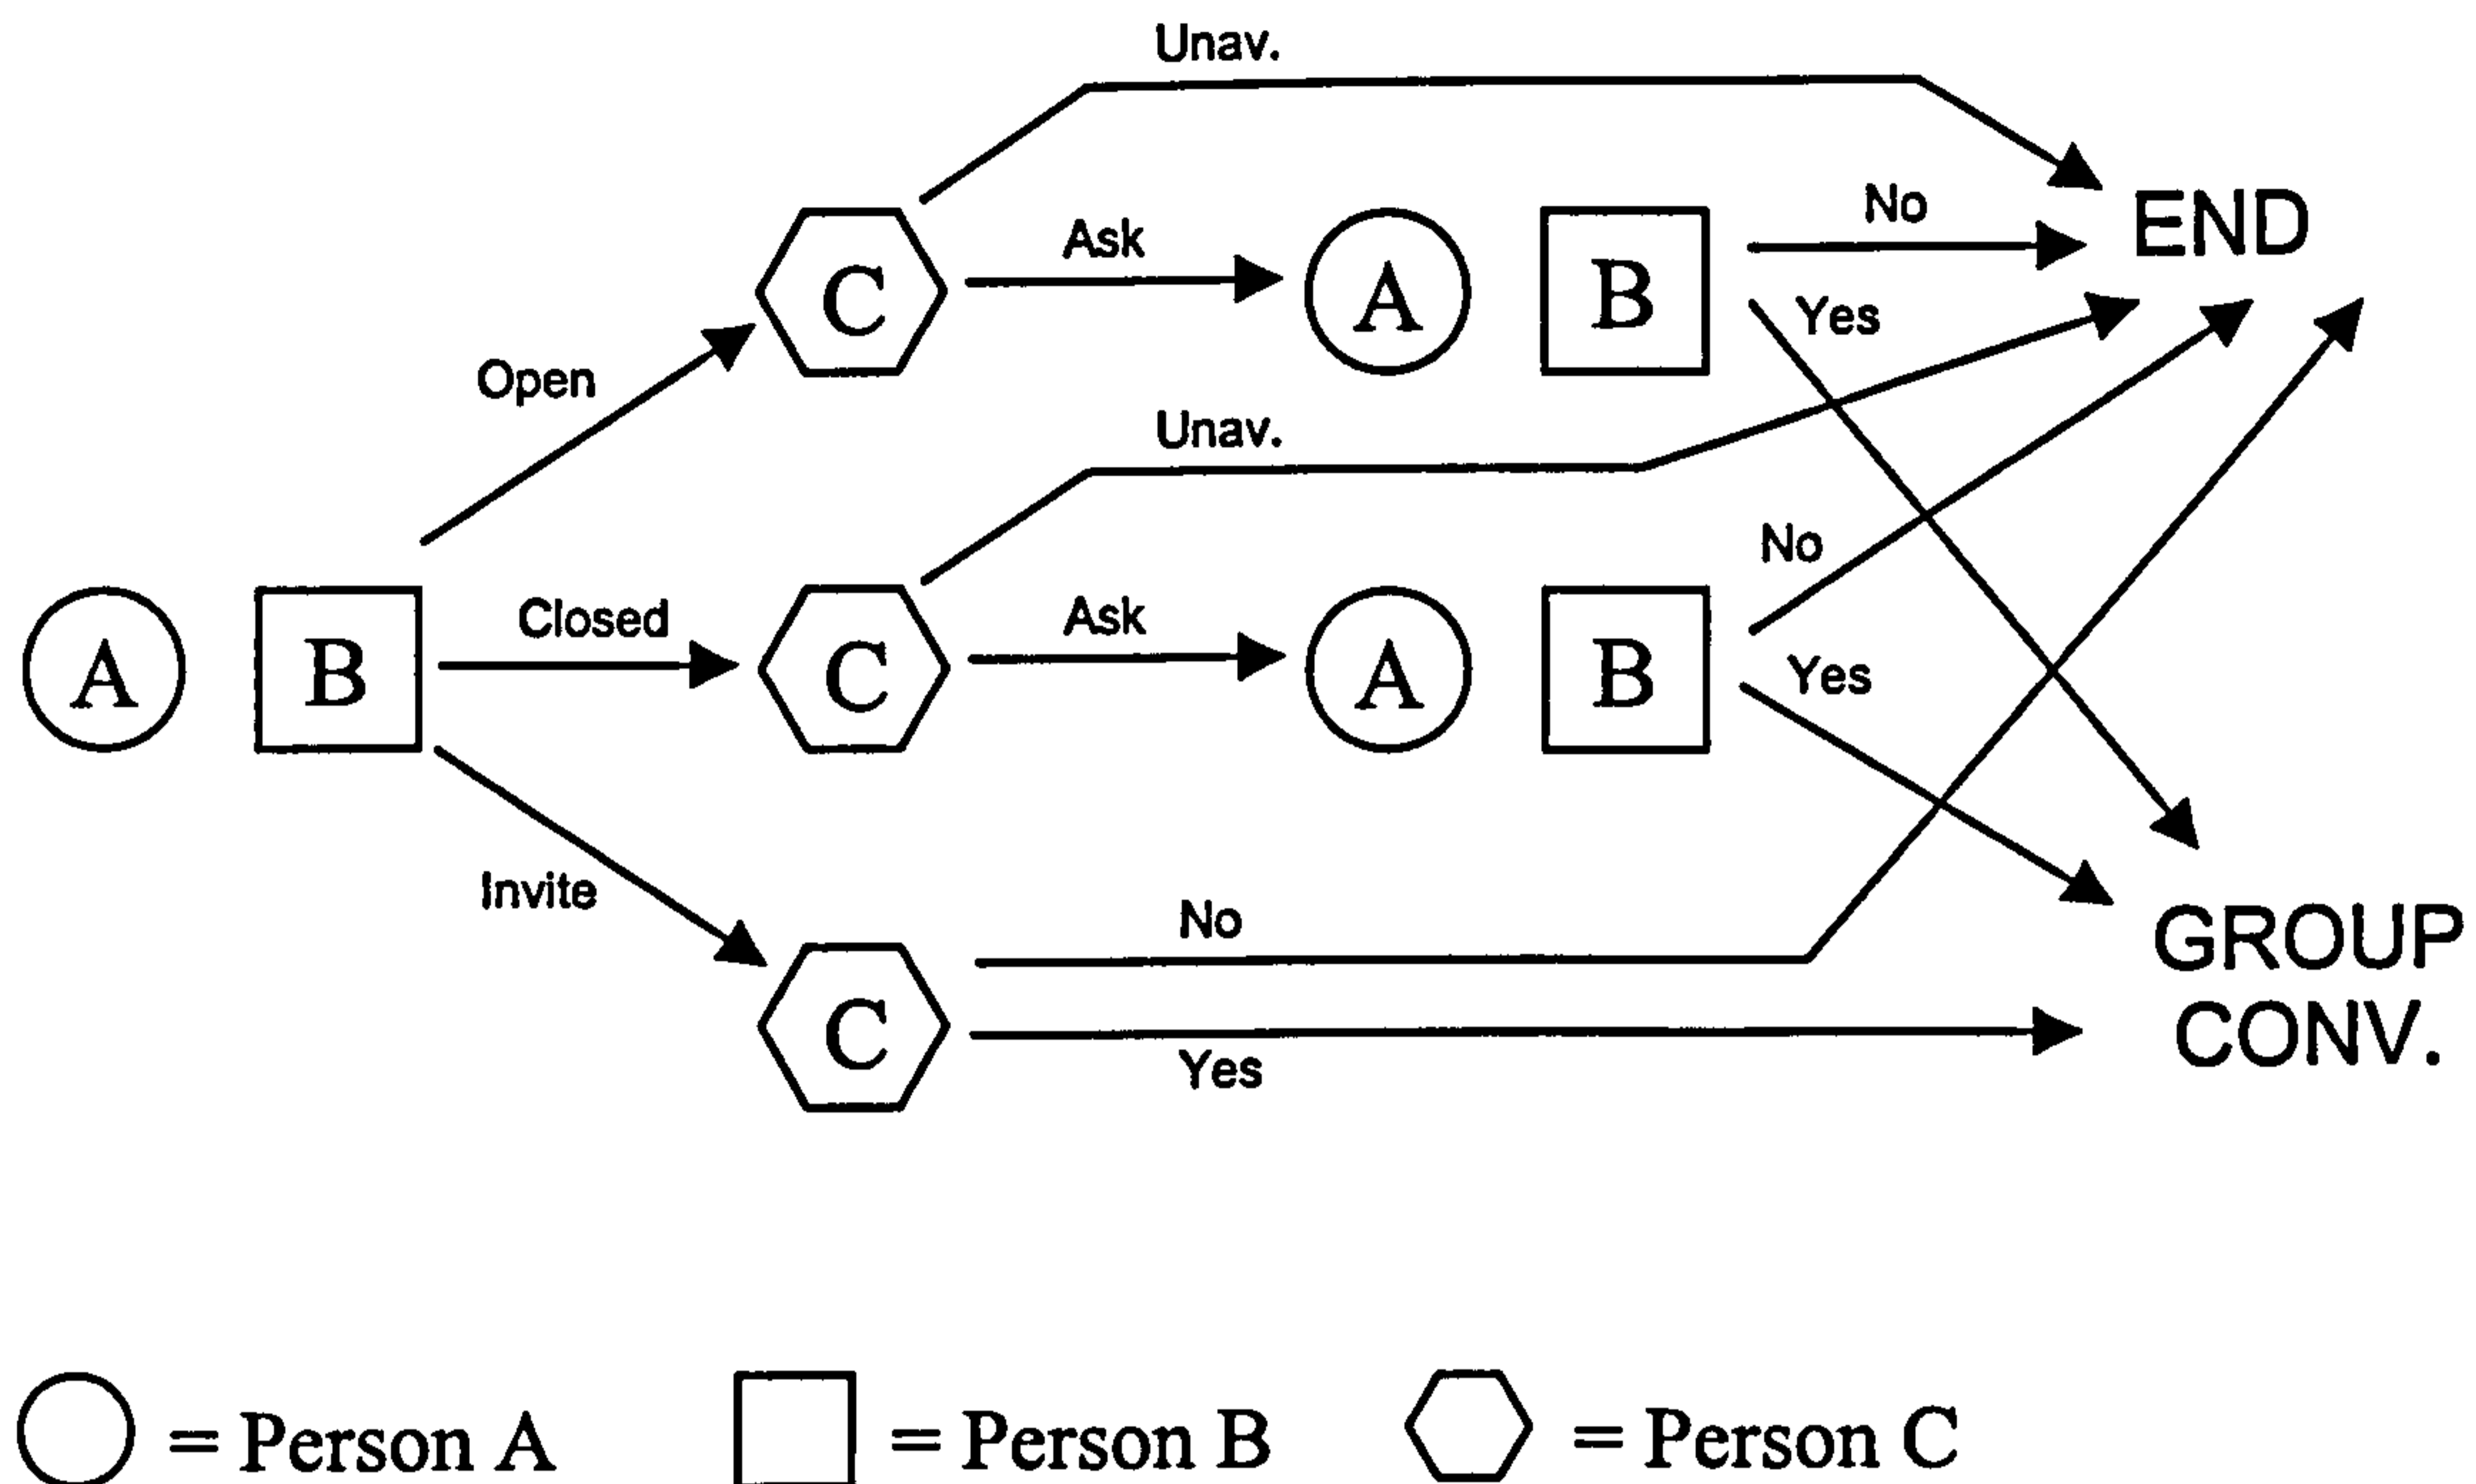 Unav.
No
END
Ask
C
A
B
Yes
Open
Unav.
No
Closed
Ask
Yes
A
B
C
A
B
Invite
No
GROUP
CONV.
C
Yes
= Person A
= Person B
= Person C